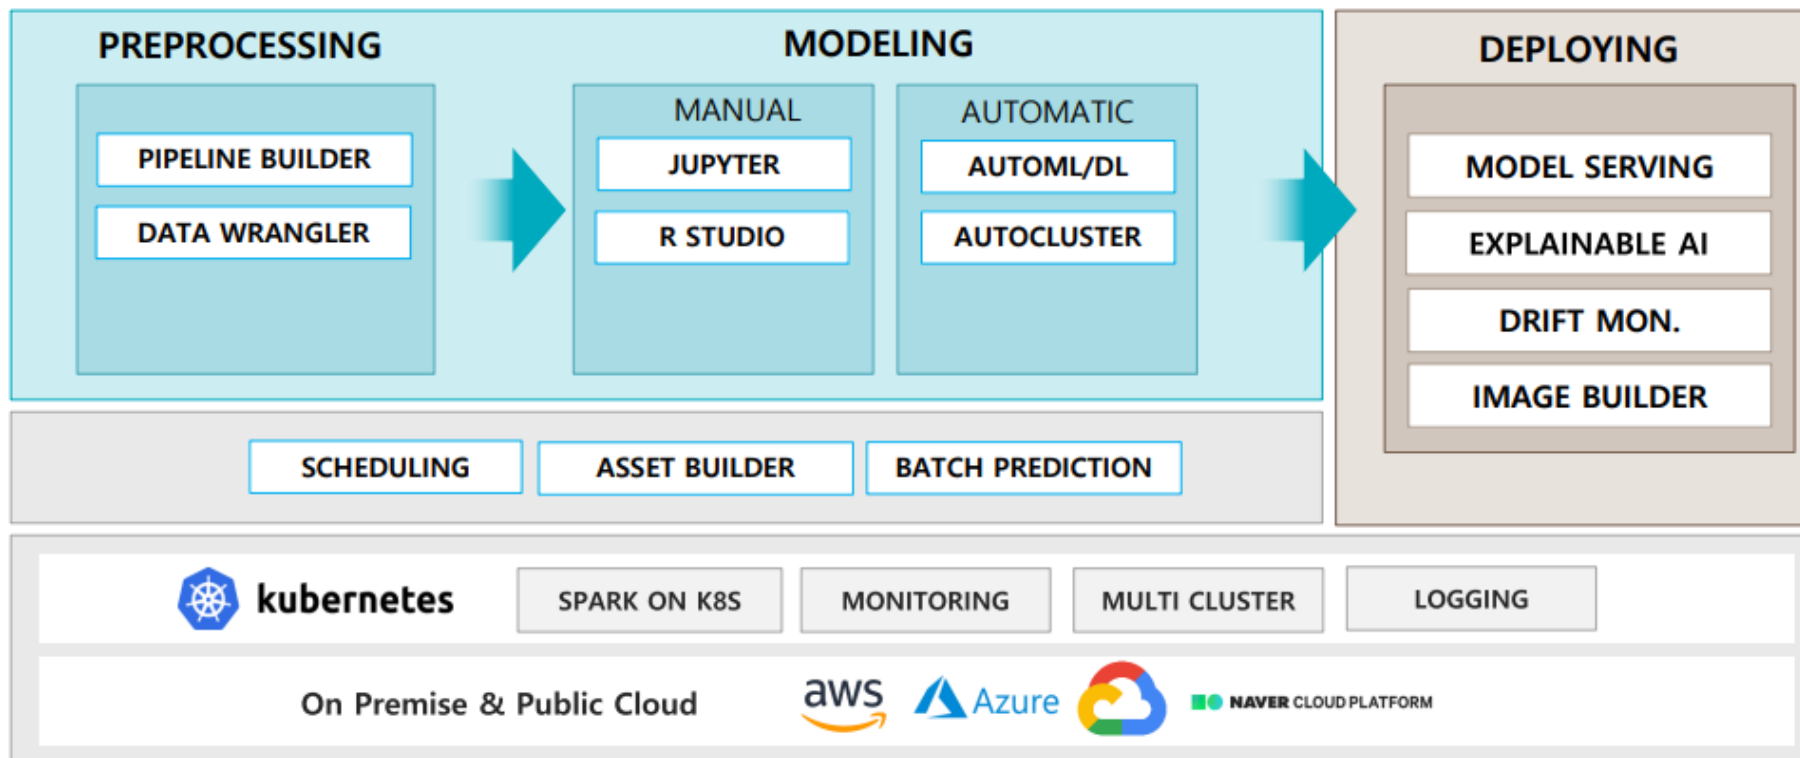 PREPROCESSING
PIPELINE BUILDER
DATA WRANGLER
MODELING
MANUAL
JUPYTER
R STUDIO
AUTOMATIC
AUTOML/DL
AUTOCLUSTER
DEPLOYING
MODEL SERVING
EXPLAINABLE AI
DRIFT MON.
IMAGE BUILDER
SCHEDULING
ASSET BUILDER
BATCH PREDICTION
kubernetes
SPARK ON K8S
MONITORING
MULTI CLUSTER
LOGGING
On Premise & Public Cloud
aws
Azure
NAVER CLOUD PLATFORM